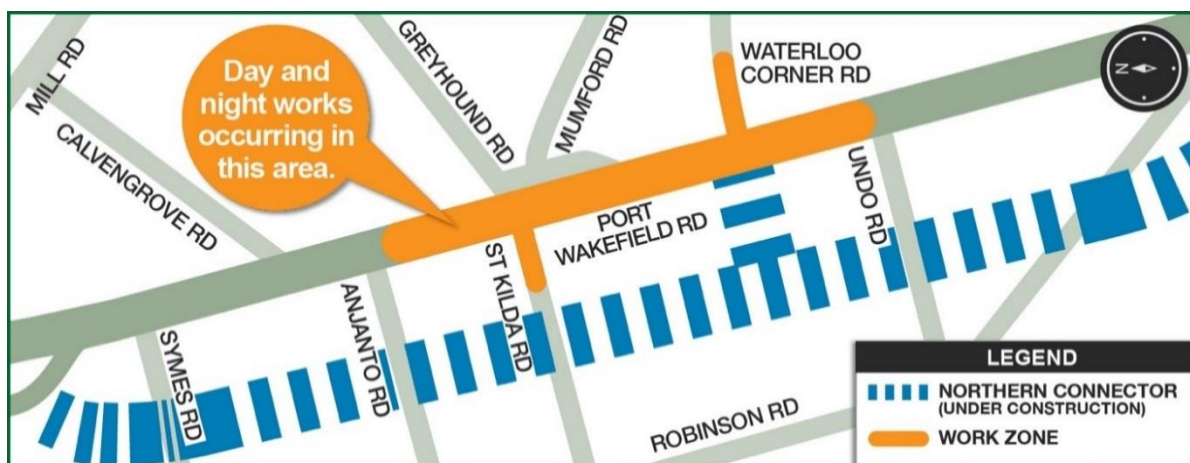 MILL RD
CALVENGROVE RD
GREYHOUND RD
MUMFORD RD
WATERLOO
CORNER RD
N
Day and
night works
occurring in
this area.
PORT
WAKEFIELD RD
UNDO RD
ST KILDA RD
ANJANTO RD
SYMES RD
ROBINSON RD
LEGEND
NORTHERN CONNECTOR
(UNDER CONSTRUCTION)
WORK ZONE